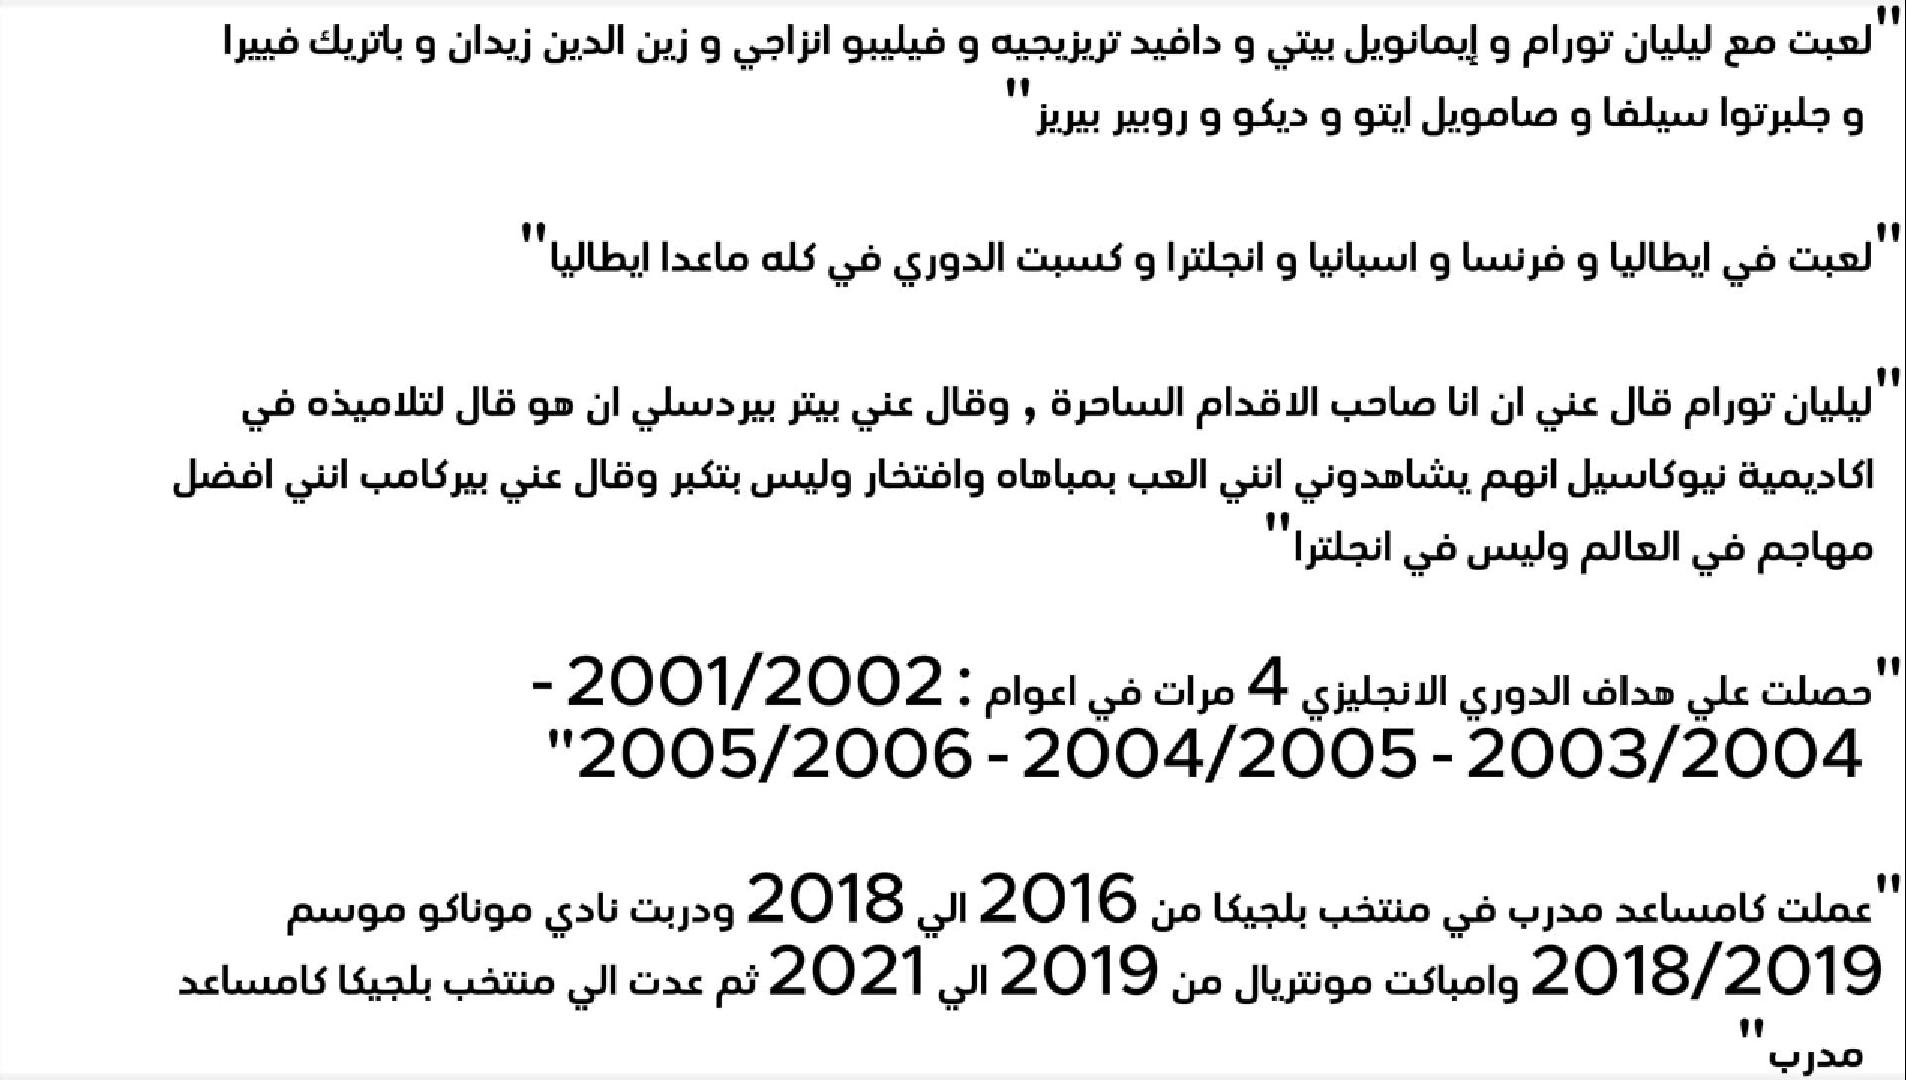 "لعبت مع ليليان تورام و إيمانويل بيتي و دافيد تريزيجيه و فيليبو انزاجي و زين الدين زيدان و باتريك فييرا
و جلبرتوا سيلفا و صامويل ايتو و ديكو و روبير بيريز"
"لعبت في ايطاليا و فرنسا و اسبانيا و انجلترا و كسبت الدوري في كله ماعدا ايطاليا"
"ليليان تورام قال عني ان انا صاحب الاقدام الساحرة , وقال عني بيتر بيردسلي ان هو قال لتلاميذه في
اكاديمية نيوكاسيل انهم يشاهدوني انني العب بمباهاه وافتخار وليس بتكبر وقال عني بيركامب انني افضل
مهاجم في العالم وليس في انجلترا"
"حصلت علي هداف الدوري الانجليزي 4 مرات في اعوام : 2001/2002 -
2003/2004 - 2004/2005 - 2005/2006"
"عملت كامساعد مدرب في منتخب بلجيكا من 2016 الي 2018 ودربت نادي موناكو موسم
2018/2019 وامباكت مونتريال من 2019 الي 2021 ثم عدت الي منتخب بلجيكا كامساعد
مدرب"